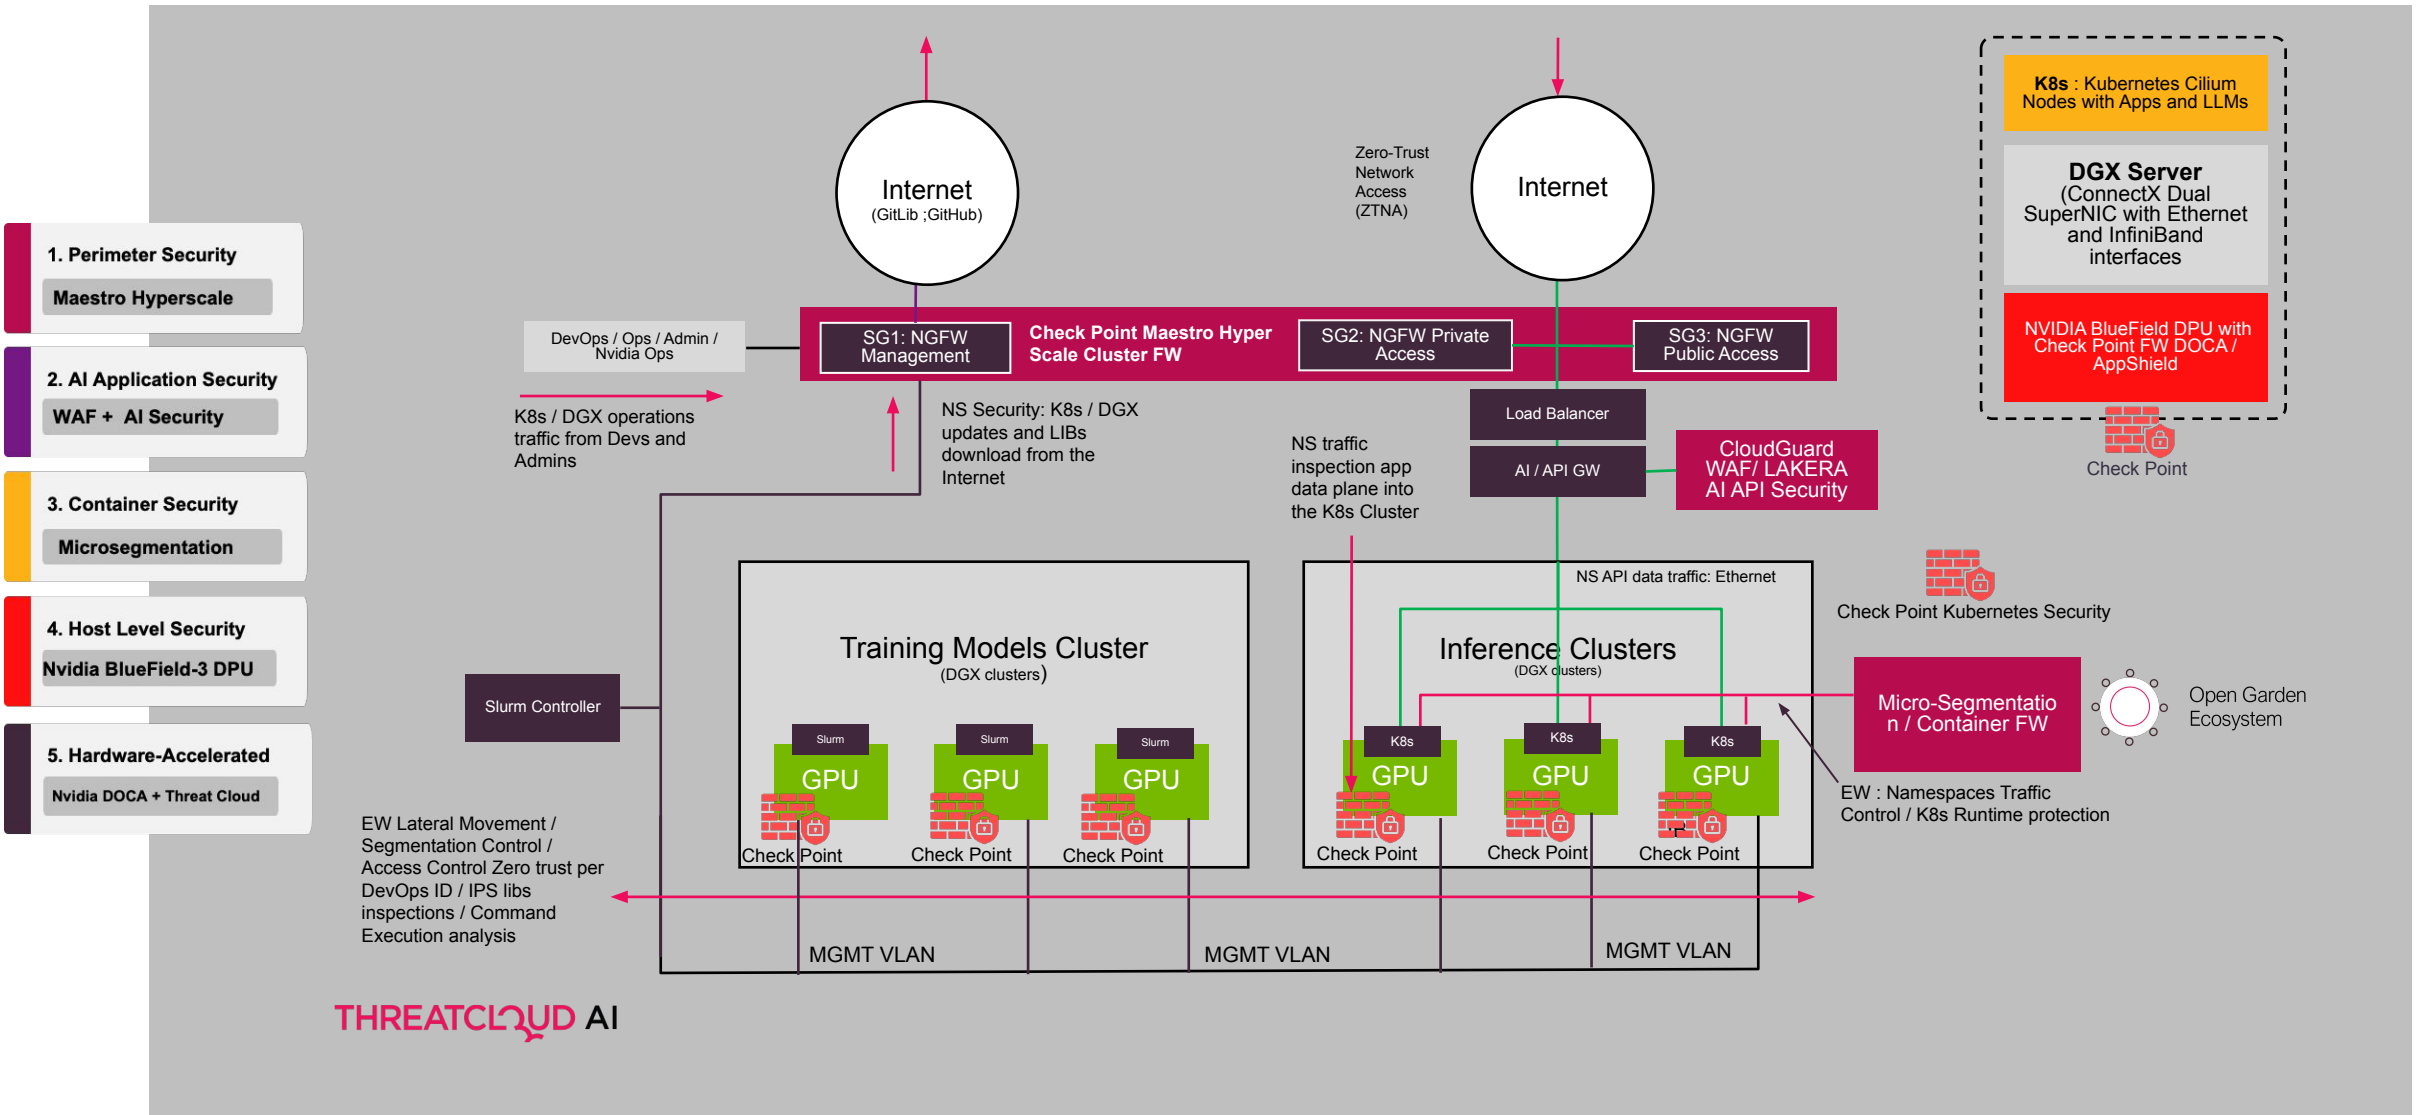 1. Perimeter Security
Maestro Hyperscale
2. AI Application Security
WAF + AI Security
3. Container Security
Microsegmentation
4. Host Level Security
Nvidia BlueField-3 DPU
5. Hardware-Accelerated
Nvidia DOCA + Threat Cloud
Internet
(GitLib ;GitHub)
Zero-Trust
Network
Access
(ZTNA)
Internet
K8s : Kubernetes Cilium
Nodes with Apps and LLMs
DGX Server
(ConnectX Dual
SuperNIC with Ethernet
and InfiniBand
interfaces
NVIDIA BlueField DPU with
Check Point FW DOCA /
AppShield
Check Point
DevOps / Ops / Admin /
Nvidia Ops
SG1: NGFW
Management
Check Point Maestro Hyper
Scale Cluster FW
SG2: NGFW Private
Access
SG3: NGFW
Public Access
K8s / DGX operations
traffic from Devs and
Admins
NS Security: K8s / DGX
updates and LIBs
download from the
Internet
NS traffic
inspection app
data plane into
the K8s Cluster
Load Balancer
AI / API GW
CloudGuard
WAF/ LAKERA
AI API Security
Training Models Cluster
(DGX clusters)
Slurm
GPU
Check Point
Slurm
GPU
Check Point
Slurm
GPU
Check Point
NS API data traffic: Ethernet
Inference Clusters
(DGX clusters)
K8s
GPU
Check Point
K8s
GPU
Check Point
K8s
GPU
Check Point
Check Point Kubernetes Security
Micro-Segmentatio
n / Container FW
Open Garden
Ecosystem
EW : Namespaces Traffic
Control / K8s Runtime protection
Slurm Controller
EW Lateral Movement /
Segmentation Control /
Access Control Zero trust per
DevOps ID / IPS libs
inspections / Command
Execution analysis
MGMT VLAN
MGMT VLAN
MGMT VLAN
THREATCLOUD AI